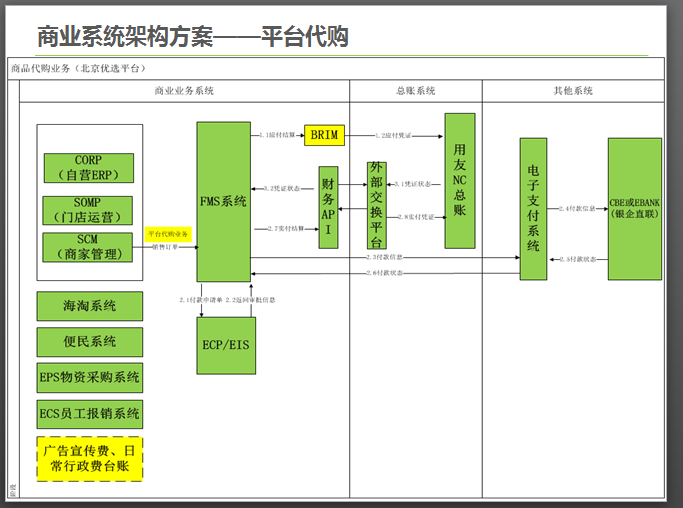 商业系统架构方案——平台代购
商品代购业务（北京优选平台）
商业业务系统
总账系统
其他系统
CORP
（自营ERP）
SOMP
（门店运营）
SCM
（商家管理）
平台代购业务
销售订单
FMS系统
1.1应付结算
BRIM
1.2应付凭证
3.2凭证状态
2.7实付结算
财务API
外部交换平台
3.1凭证状态
2.8实付凭证
用友NC总账
电子支付系统
2.4付款信息
2.5付款状态
CBE或EBANK
(银企直联)
2.3付款信息
2.6付款状态
2.1付款申请单
2.2返回审批信息
ECP/EIS
海淘系统
便民系统
EPS物资采购系统
ECS员工报销系统
广告宣传费、日
常行政费台账
阶段